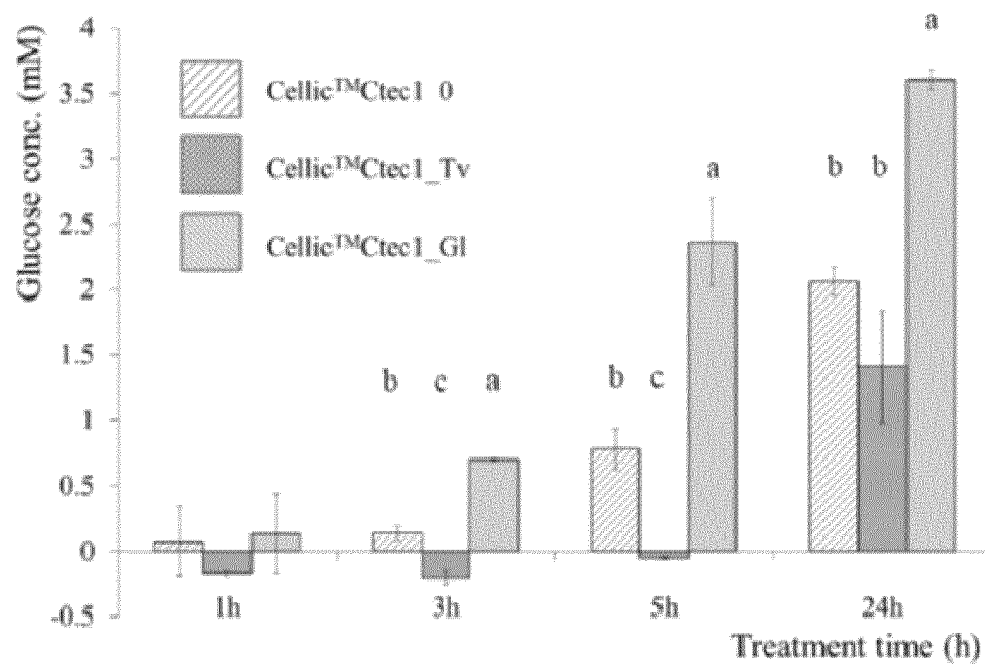 Glucose conc. (mM)
4
3.5
3
2.5
2
1.5
1
0.5
0
-0.5
Cellic™Ctec1_0
Cellic™Ctec1_Tv
Cellic™Ctec1_Gl
b c a
b c a
b b a
1h 3h 5h 24h
Treatment time (h)